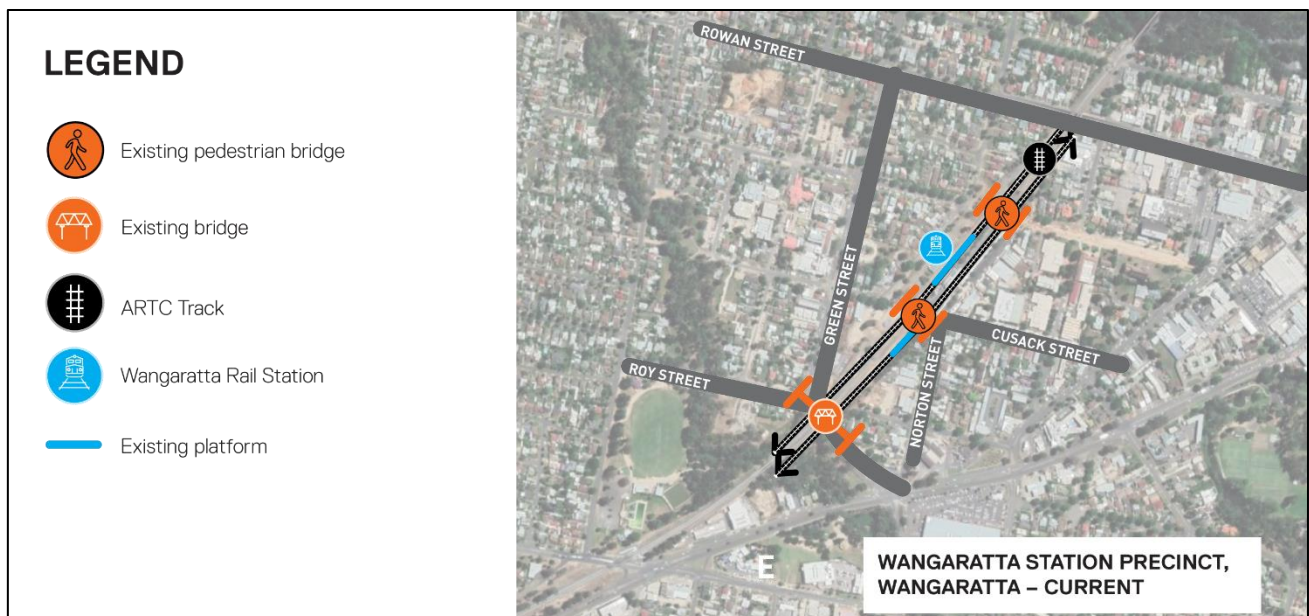 LEGEND
Existing pedestrian bridge
Existing bridge
ARTC Track
Wangaratta Rail Station
Existing platform
ROWAN STREET
GREEN STREET
CUSACK STREET
NORTON STREET
ROY STREET
E
WANGARATTA STATION PRECINCT,
WANGARATTA – CURRENT